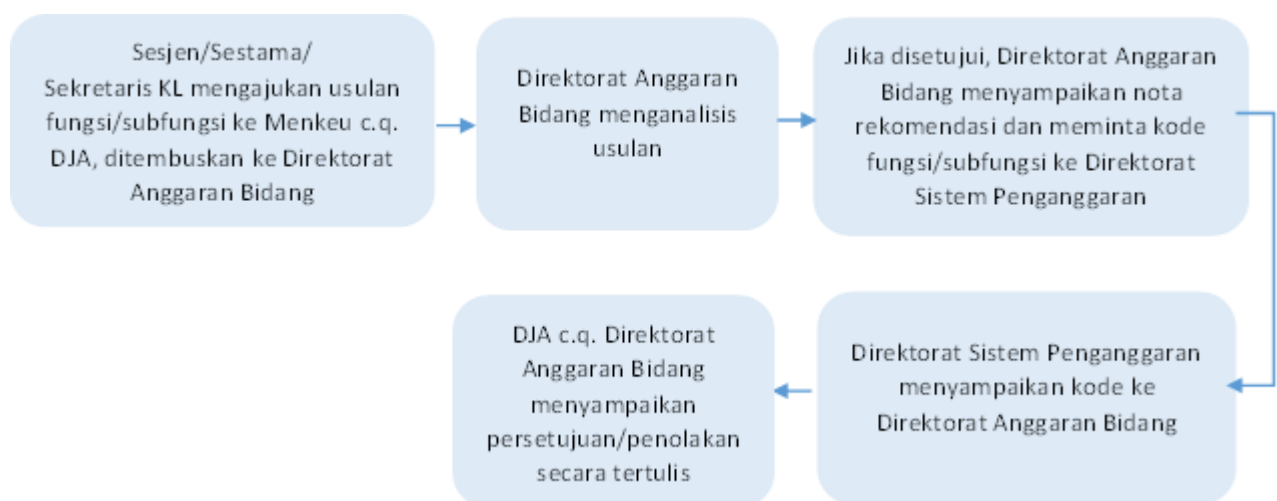 Sesjen/Sestama/
Sekretaris KL mengajukan usulan
fungsi/subfungsi ke Menkeu c.q.
DJA, ditembuskan ke Direktorat
Anggaran Bidang
Direktorat Anggaran
Bidang menganalisis
usulan
Jika disetujui, Direktorat Anggaran
Bidang menyampaikan nota
rekomendasi dan meminta kode
fungsi/subfungsi ke Direktorat
Sistem Penganggaran
Direktorat Sistem Penganggaran
menyampaikan kode ke
Direktorat Anggaran Bidang
DJA c.q. Direktorat
Anggaran Bidang
menyampaikan
persetujuan/penolakan
secara tertulis